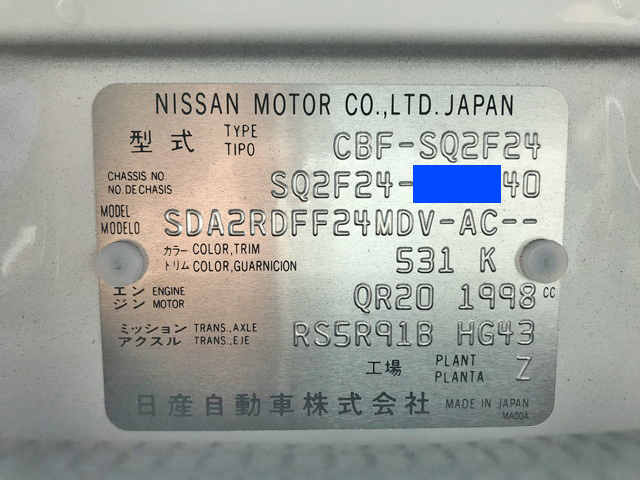 NISSAN MOTOR CO.,LTD. JAPAN
型式 TYPE TIPO CBF-SQ2F24
CHASSIS NO. NO. DE CHASIS SQ2F24- 40
MODEL MODELO SDA2RDFF24MDV-AC--
カラー COLOR,TRIM
トリム COLOR,GUARNICION 531 K
エンジン ENGINE MOTOR QR20 1998 CC
ミッション TRANS.,AXLE
アクスル TRANS.,EJE RS5R91B HG43
工場 PLANT PLANTA Z
日産自動車株式会社 MADE IN JAPAN
MA00A